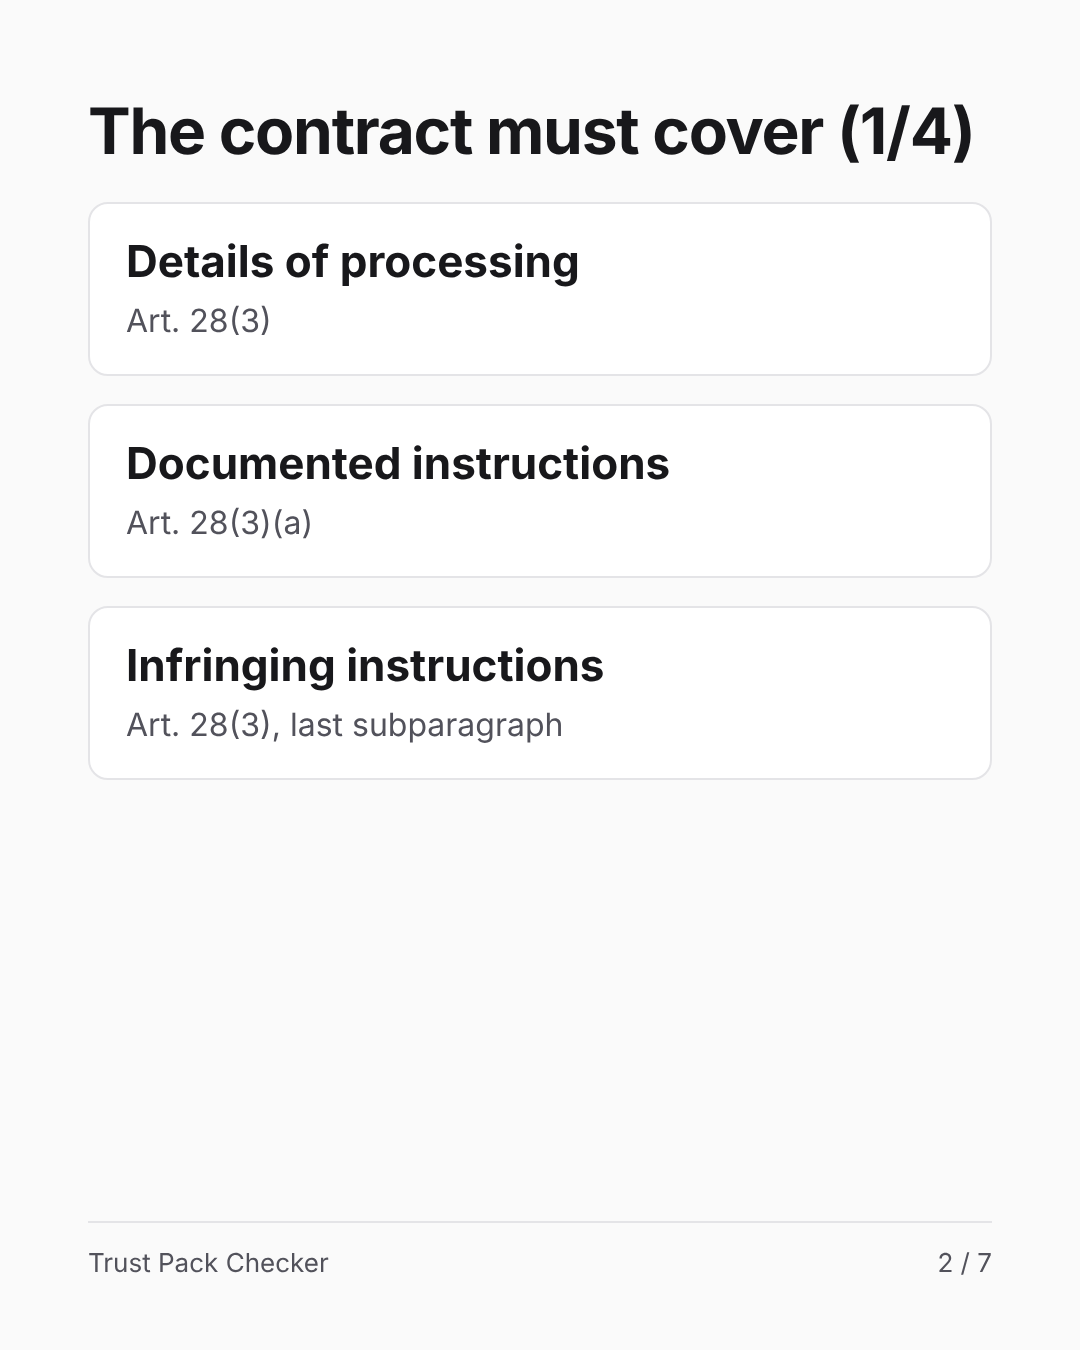 The contract must cover (1/4)
Details of processing
Art. 28(3)
Documented instructions
Art. 28(3)(a)
Infringing instructions
Art. 28(3), last subparagraph
Trust Pack Checker
2 / 7